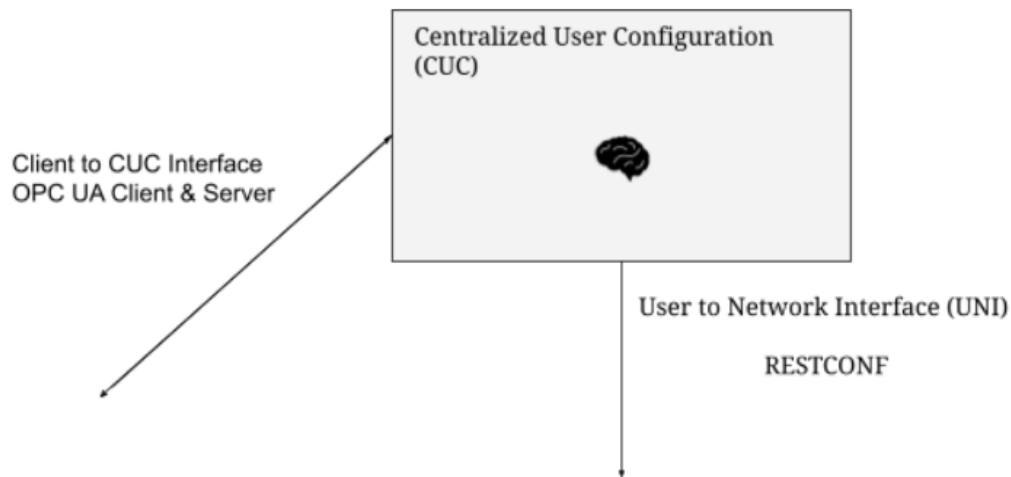 Centralized User Configuration
(CUC)
Client to CUC Interface
OPC UA Client & Server
User to Network Interface (UNI)
RESTCONF